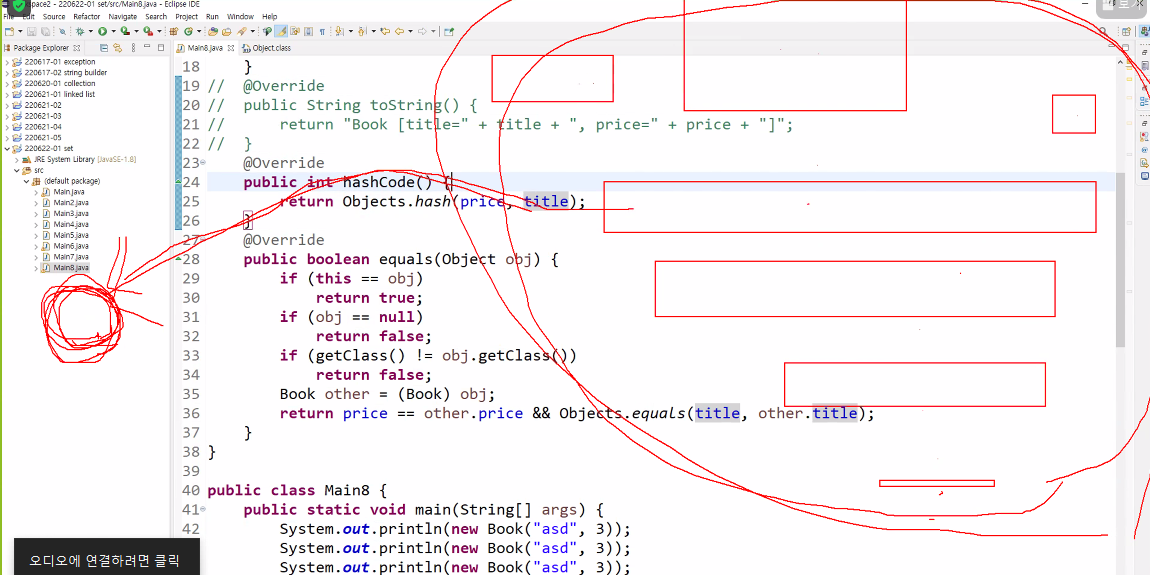 space2 - 220622-01 set/src/Main8.java - Eclipse IDE
File Edit Source Refactor Navigate Search Project Run Window Help
Package Explorer
Main8.java Object.class
220617-01 exception
220617-02 string builder
220620-01 collection
220621-01 linked list
220621-02
220621-03
220621-04
220621-05
220622-01 set
JRE System Library [JavaSE-1.8]
src
(default package)
Main.java
Main2.java
Main3.java
Main4.java
Main5.java
Main6.java
Main7.java
Main8.java
18 }
19 // @Override
20 // public String toString() {
21 // return "Book [title=" + title + ", price=" + price + "]";
22 // }
23 @Override
24 public int hashCode() {
25 return Objects.hash(price, title);
26 }
27 @Override
28 public boolean equals(Object obj) {
29 if (this == obj)
30 return true;
31 if (obj == null)
32 return false;
33 if (getClass() != obj.getClass())
34 return false;
35 Book other = (Book) obj;
36 return price == other.price && Objects.equals(title, other.title);
37 }
38 }
39
40 public class Main8 {
41 public static void main(String[] args) {
42 System.out.println(new Book("asd", 3));
System.out.println(new Book("asd", 3));
System.out.println(new Book("asd", 3));
오디오에 연결하려면 클릭